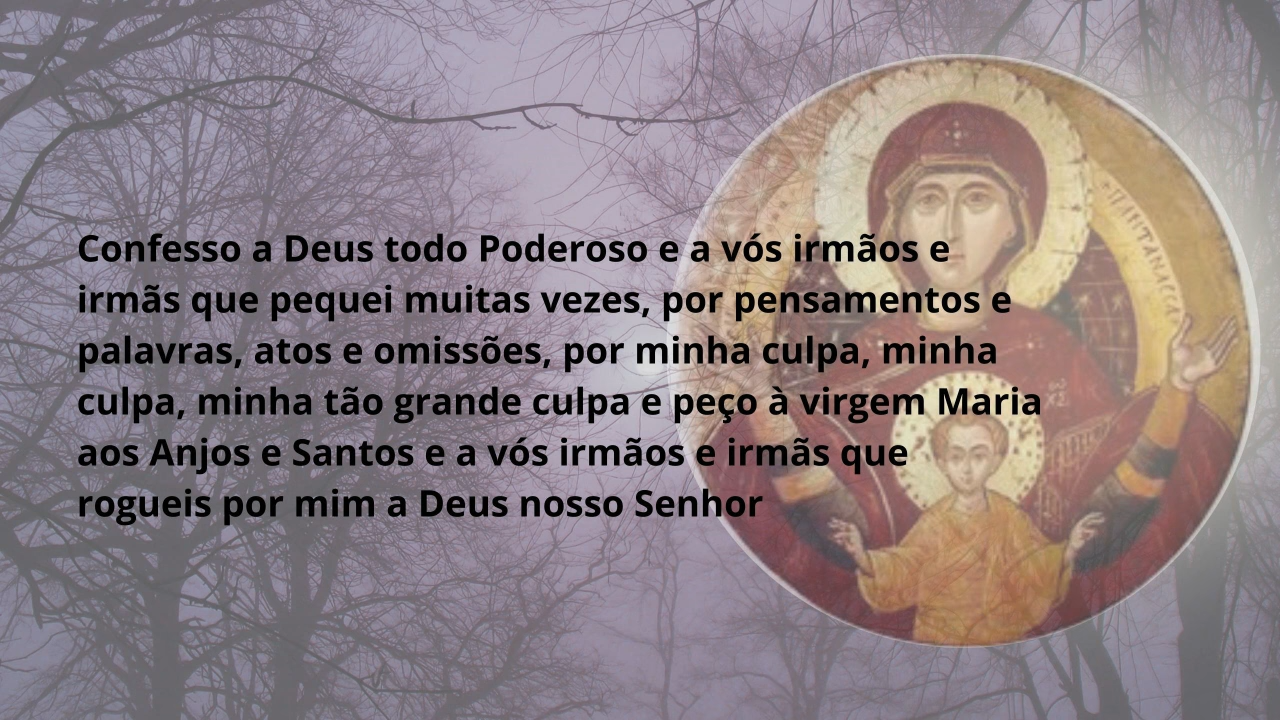 Confesso a Deus todo Poderoso e a vós irmãos e
irmãs que pequei muitas vezes, por pensamentos e
palavras, atos e omissões, por minha culpa, minha
culpa, minha tão grande culpa e peço à virgem Maria
aos Anjos e Santos e a vós irmãos e irmãs que
rogueis por mim a Deus nosso Senhor